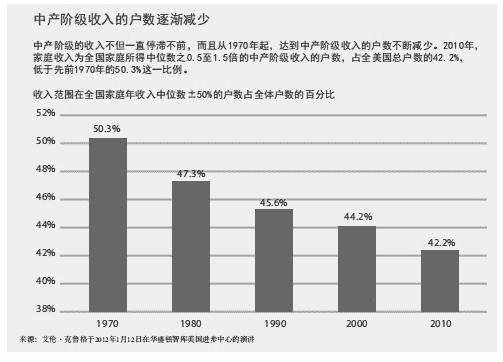 中产阶级收入的户数逐渐减少
中产阶级的收入不但一直停滞不前，而且从1970年起，达到中产阶级收入的户数不断减少。2010年，
家庭收入为全国家庭所得中位数之0.5至1.5倍的中产阶级收入的户数，占全美国总户数的42.2%，
低于先前1970年的50.3%这一比例。
收入范围在全国家庭年收入中位数±50%的户数占全体户数的百分比
52%
50.3%
50%
48%
47.3%
46%
45.6%
44%
44.2%
42%
42.2%
40%
38%
1970 1980 1990 2000 2010
来源：艾伦·克鲁格于2012年1月12日在华盛顿智库美国进步中心的演讲